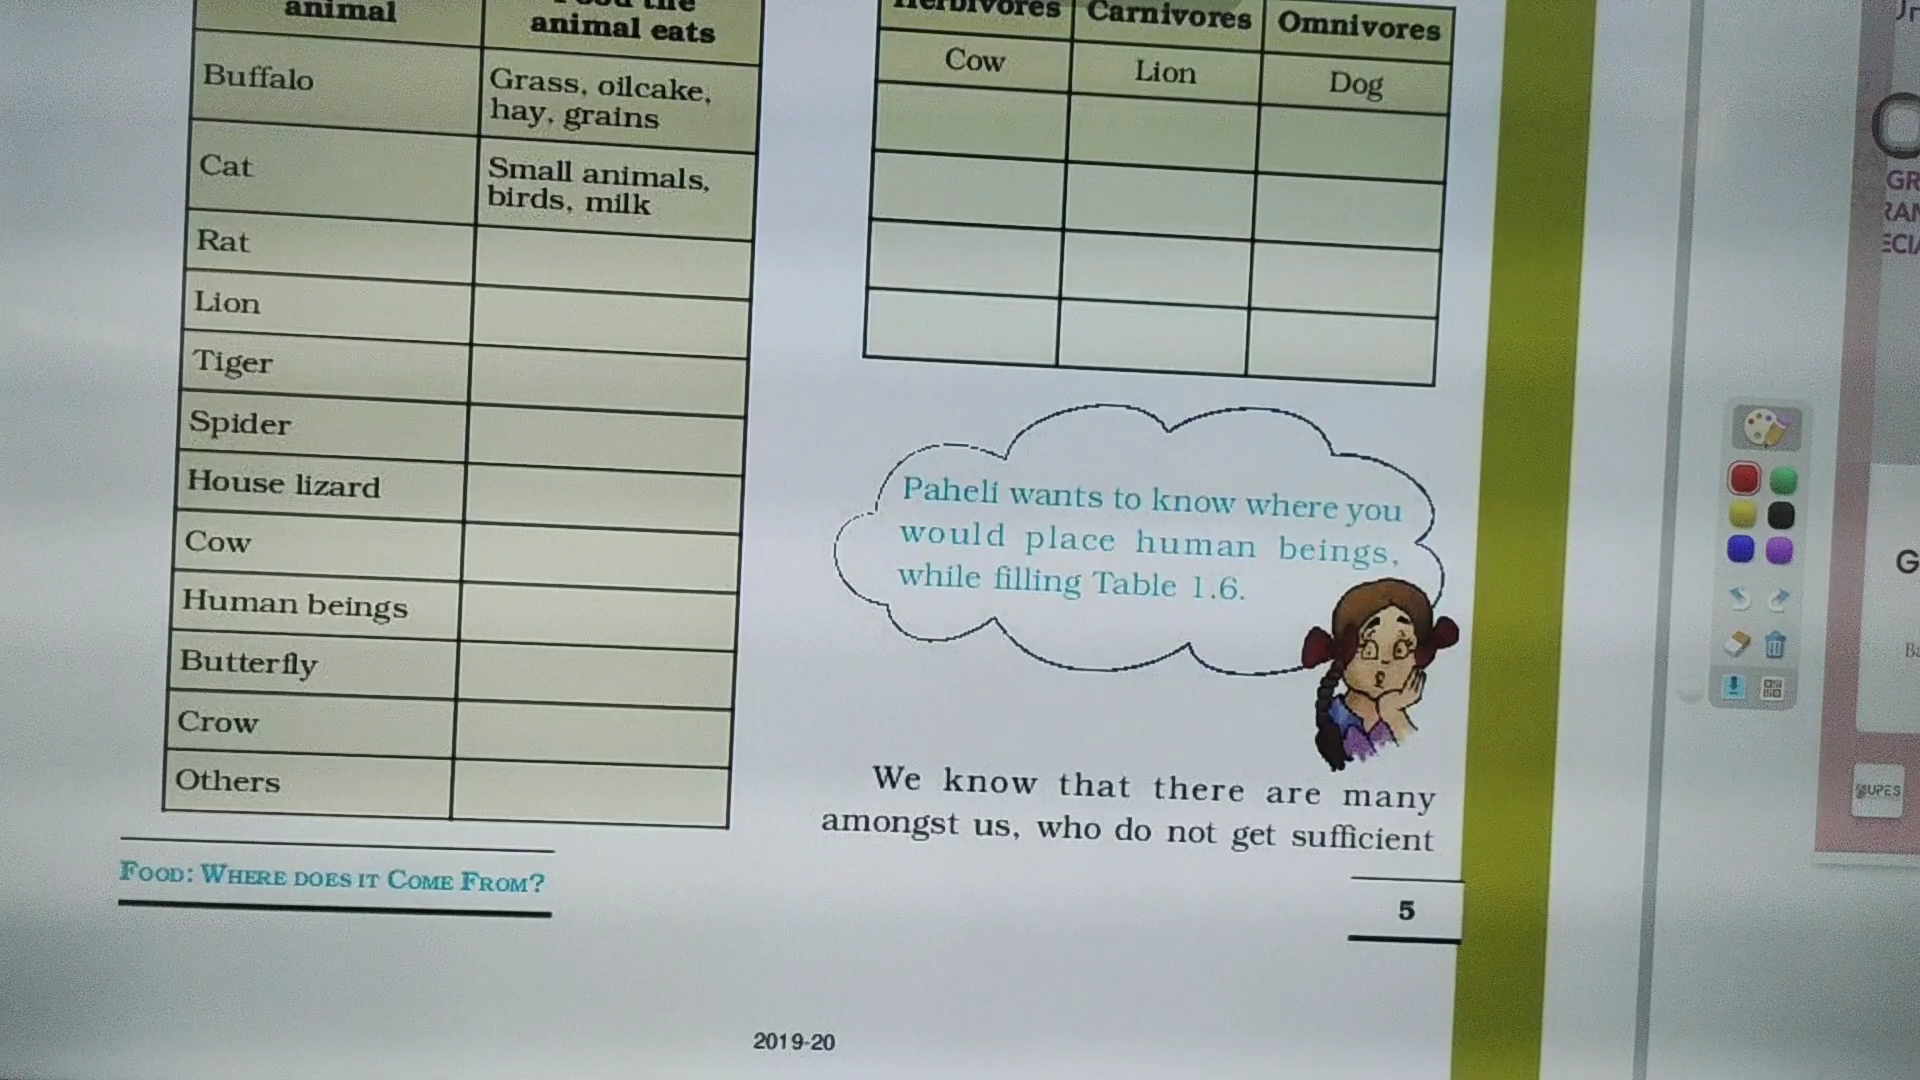 animal
animal eats
Buffalo
Grass, oilcake,
hay, grains
Cat
Small animals,
birds, milk
Rat
Lion
Tiger
Spider
House lizard
Cow
Human beings
Butterfly
Crow
Others
FOOD: WHERE DOES IT COME FROM?
Herbivores Carnivores Omnivores
Cow Lion Dog
Paheli wants to know where you
would place human beings,
while filling Table 1.6.
We know that there are many
amongst us, who do not get sufficient
5
2019-20
GR
UPES